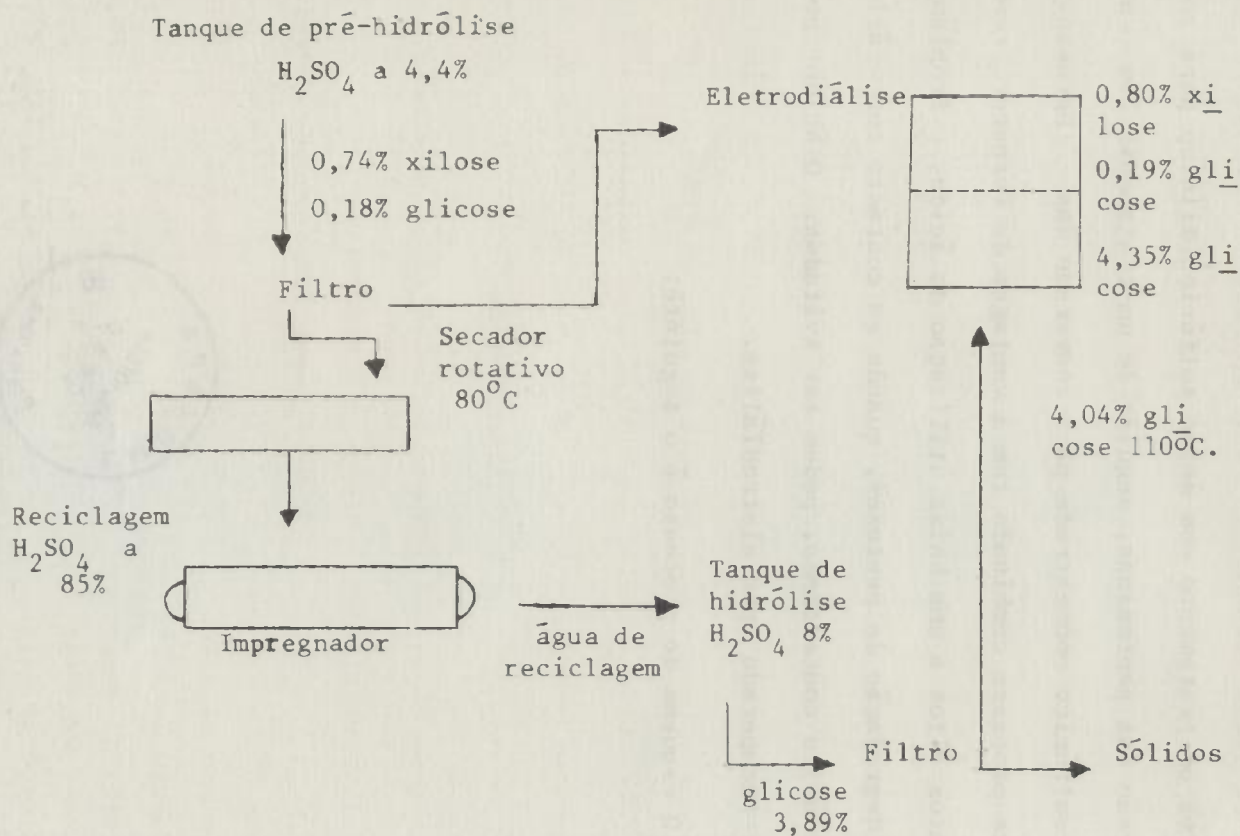 Tanque de pré-hidrólise
H2SO4 a 4,4%
0,74% xilose
0,18% glicose
Filtro
Secador
rotativo
80°C
Reciclagem
H2SO4 a
85%
Impregnador
água de
reciclagem
Tanque de
hidrólise
H2SO4 8%
glicose
3,89%
Filtro
Sólidos
4,04% gli
cose 110°C.
Eletrodiálise
0,80% xi
lose
0,19% gli
cose
4,35% gli
cose